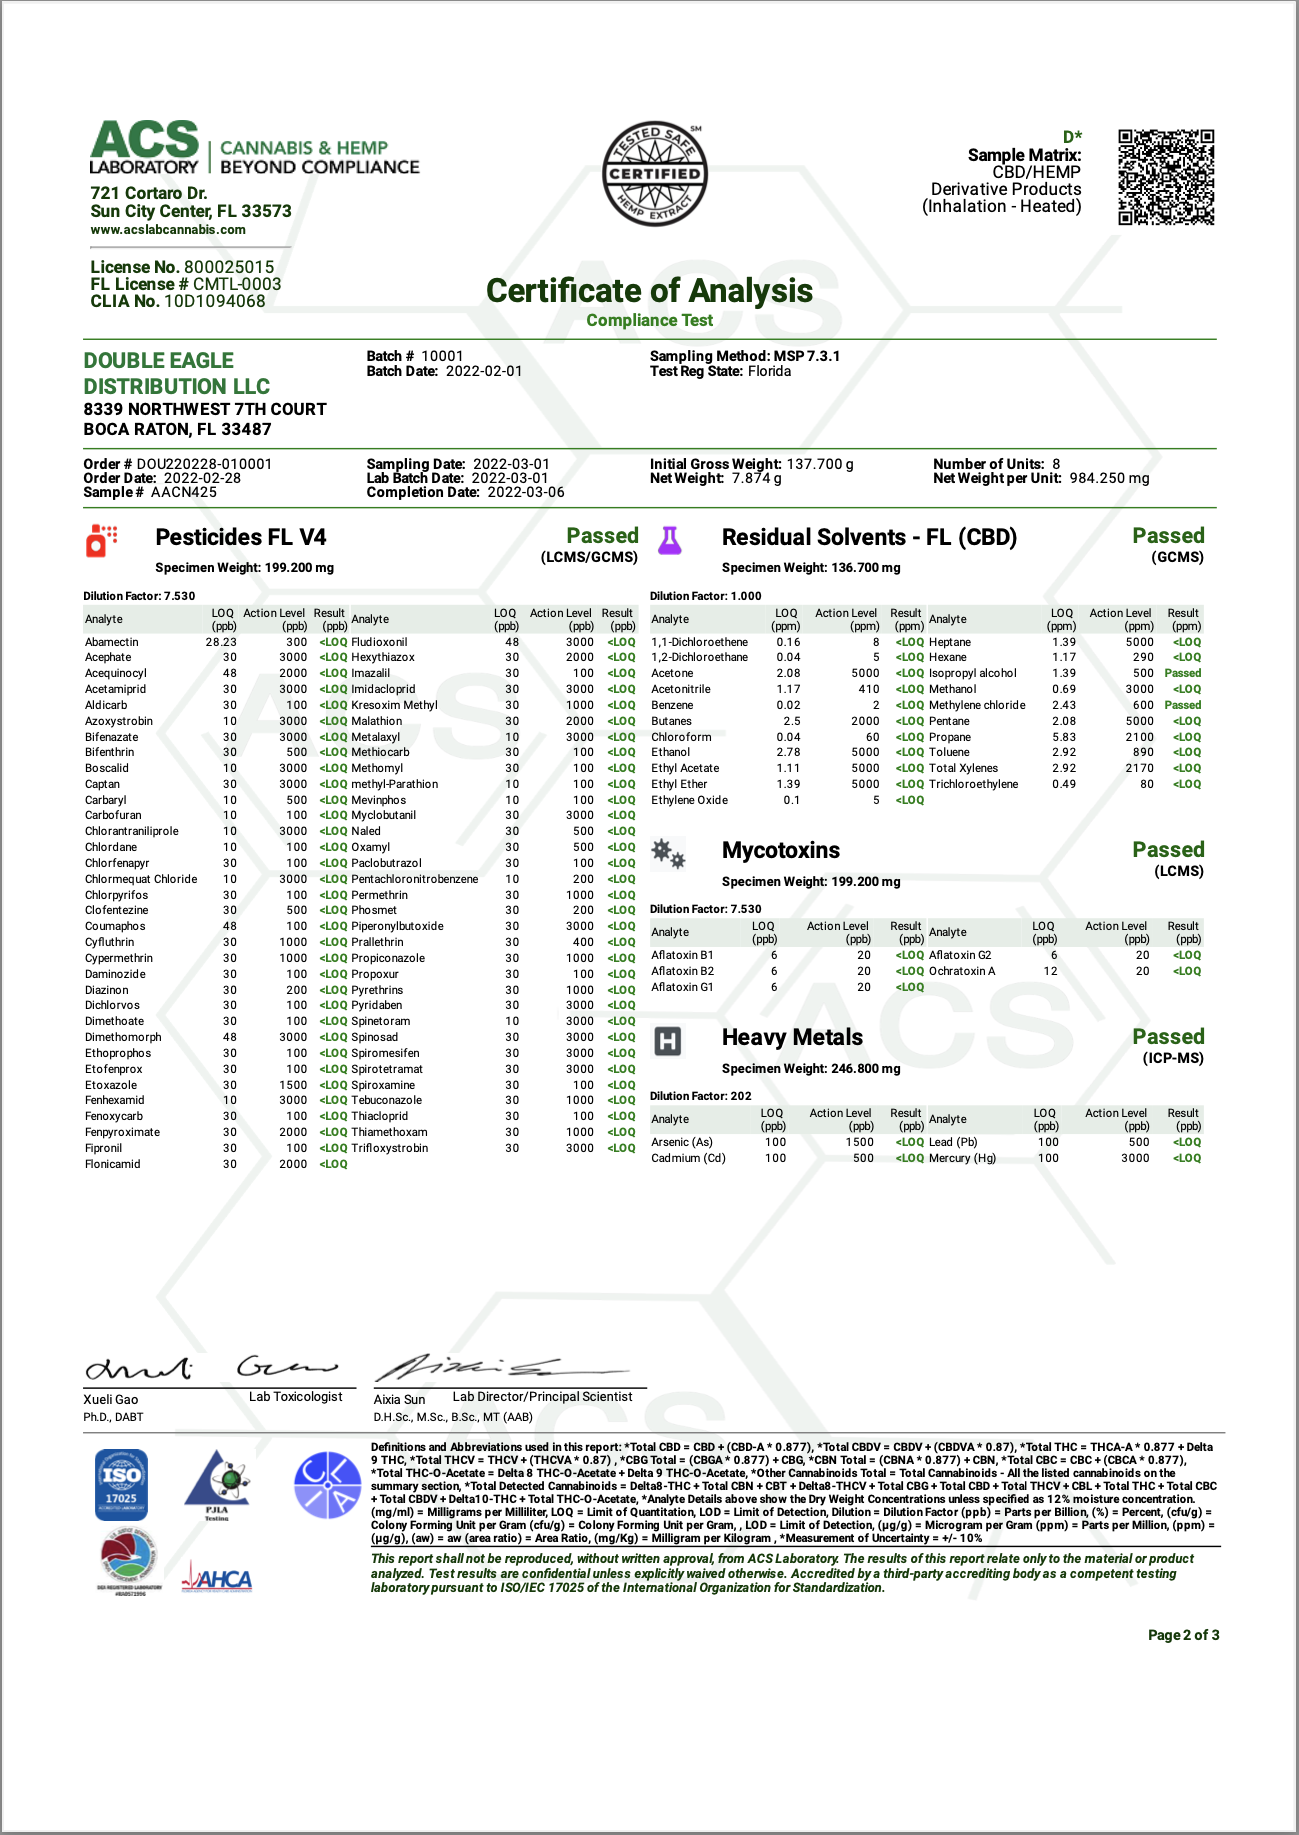 ACS
LABORATORY
CANNABIS & HEMP
BEYOND COMPLIANCE
721 Cortaro Dr.
Sun City Center, FL 33573
www.acslabcannabis.com
License No. 800025015
FL License # CMTL-0003
CLIA No. 10D1094068
TESTED SAFE
CERTIFIED
HEMP EXTRACT
SM
D*
Sample Matrix:
CBD/HEMP
Derivative Products
(Inhalation - Heated)
Certificate of Analysis
Compliance Test
DOUBLE EAGLE
DISTRIBUTION LLC
8339 NORTHWEST 7TH COURT
BOCA RATON, FL 33487
Batch # 10001
Batch Date: 2022-02-01
Sampling Method: MSP 7.3.1
Test Reg State: Florida
Order # DOU220228-010001
Order Date: 2022-02-28
Sample # AACN425
Sampling Date: 2022-03-01
Lab Batch Date: 2022-03-01
Completion Date: 2022-03-06
Initial Gross Weight: 137.700 g
Net Weight: 7.874 g
Number of Units: 8
Net Weight per Unit: 984.250 mg
Pesticides FL V4 Passed
Specimen Weight: 199.200 mg (LCMS/GCMS)
Dilution Factor: 7.530
Analyte LOQ (ppb) Action Level (ppb) Result (ppb) Analyte LOQ (ppb) Action Level (ppb) Result (ppb)
Abamectin 28.23 300 <LOQ Fludioxonil 48 3000 <LOQ
Acephate 30 3000 <LOQ Hexythiazox 30 2000 <LOQ
Acequinocyl 48 2000 <LOQ Imazalil 30 100 <LOQ
Acetamiprid 30 3000 <LOQ Imidacloprid 30 3000 <LOQ
Aldicarb 30 100 <LOQ Kresoxim Methyl 30 1000 <LOQ
Azoxystrobin 10 3000 <LOQ Malathion 30 2000 <LOQ
Bifenazate 30 3000 <LOQ Metalaxyl 10 3000 <LOQ
Bifenthrin 30 500 <LOQ Methiocarb 30 100 <LOQ
Boscalid 10 3000 <LOQ Methomyl 30 100 <LOQ
Captan 30 3000 <LOQ methyl-Parathion 10 100 <LOQ
Carbaryl 10 500 <LOQ Mevinphos 10 100 <LOQ
Carbofuran 10 100 <LOQ Myclobutanil 30 3000 <LOQ
Chlorantraniliprole 10 3000 <LOQ Naled 30 500 <LOQ
Chlordane 10 100 <LOQ Oxamyl 30 500 <LOQ
Chlorfenapyr 30 100 <LOQ Paclobutrazol 30 100 <LOQ
Chlormequat Chloride 10 3000 <LOQ Pentachloronitrobenzene 10 200 <LOQ
Chlorpyrifos 30 100 <LOQ Permethrin 30 1000 <LOQ
Clofentezine 30 500 <LOQ Phosmet 30 200 <LOQ
Coumaphos 48 100 <LOQ Piperonylbutoxide 30 3000 <LOQ
Cyfluthrin 30 1000 <LOQ Prallethrin 30 400 <LOQ
Cypermethrin 30 1000 <LOQ Propiconazole 30 1000 <LOQ
Daminozide 30 100 <LOQ Propoxur 30 100 <LOQ
Diazinon 30 200 <LOQ Pyrethrins 30 1000 <LOQ
Dichlorvos 30 100 <LOQ Pyridaben 30 3000 <LOQ
Dimethoate 30 100 <LOQ Spinetoram 10 3000 <LOQ
Dimethomorph 48 3000 <LOQ Spinosad 30 3000 <LOQ
Ethoprophos 30 100 <LOQ Spiromesifen 30 3000 <LOQ
Etofenprox 30 100 <LOQ Spirotetramat 30 3000 <LOQ
Etoxazole 30 1500 <LOQ Spiroxamine 30 100 <LOQ
Fenhexamid 10 3000 <LOQ Tebuconazole 30 1000 <LOQ
Fenoxycarb 30 100 <LOQ Thiacloprid 30 100 <LOQ
Fenpyroximate 30 2000 <LOQ Thiamethoxam 30 1000 <LOQ
Fipronil 30 100 <LOQ Trifloxystrobin 30 3000 <LOQ
Flonicamid 30 2000 <LOQ
Residual Solvents - FL (CBD) Passed
Specimen Weight: 136.700 mg (GCMS)
Dilution Factor: 1.000
Analyte LOQ (ppm) Action Level (ppm) Result (ppm) Analyte LOQ (ppm) Action Level (ppm) Result (ppm)
1,1-Dichloroethene 0.16 8 <LOQ Heptane 1.39 5000 <LOQ
1,2-Dichloroethane 0.04 5 <LOQ Hexane 1.17 290 <LOQ
Acetone 2.08 5000 <LOQ Isopropyl alcohol 1.39 500 Passed
Acetonitrile 1.17 410 <LOQ Methanol 0.69 3000 <LOQ
Benzene 0.02 2 <LOQ Methylene chloride 2.43 600 Passed
Butanes 2.5 2000 <LOQ Pentane 2.08 5000 <LOQ
Chloroform 0.04 60 <LOQ Propane 5.83 2100 <LOQ
Ethanol 2.78 5000 <LOQ Toluene 2.92 890 <LOQ
Ethyl Acetate 1.11 5000 <LOQ Total Xylenes 2.92 2170 <LOQ
Ethyl Ether 1.39 5000 <LOQ Trichloroethylene 0.49 80 <LOQ
Ethylene Oxide 0.1 5 <LOQ
Mycotoxins Passed
Specimen Weight: 199.200 mg (LCMS)
Dilution Factor: 7.530
Analyte LOQ (ppb) Action Level (ppb) Result (ppb) Analyte LOQ (ppb) Action Level (ppb) Result (ppb)
Aflatoxin B1 6 20 <LOQ Aflatoxin G2 6 20 <LOQ
Aflatoxin B2 6 20 <LOQ Ochratoxin A 12 20 <LOQ
Aflatoxin G1 6 20 <LOQ
Heavy Metals Passed
Specimen Weight: 246.800 mg (ICP-MS)
Dilution Factor: 202
Analyte LOQ (ppb) Action Level (ppb) Result (ppb) Analyte LOQ (ppb) Action Level (ppb) Result (ppb)
Arsenic (As) 100 1500 <LOQ Lead (Pb) 100 500 <LOQ
Cadmium (Cd) 100 500 <LOQ Mercury (Hg) 100 3000 <LOQ
Xueli Gao Lab Toxicologist
Ph.D., DABT
Aixia Sun Lab Director/Principal Scientist
D.H.Sc., M.Sc., B.Sc., MT (AAB)
ISO
17025
PJLA
Testing
AHCA
Definitions and Abbreviations used in this report: *Total CBD = CBD + (CBD-A * 0.877), *Total CBDV = CBDV + (CBDVA * 0.87), *Total THC = THCA-A * 0.877 + Delta
9 THC, *Total THCV = THCV + (THCVA * 0.87) , *CBG Total = (CBGA * 0.877) + CBG, *CBN Total = (CBNA * 0.877) + CBN, *Total CBC = CBC + (CBCA * 0.877),
*Total THC-O-Acetate = Delta 8 THC-O-Acetate + Delta 9 THC-O-Acetate, *Other Cannabinoids Total = Total Cannabinoids - All the listed cannabinoids on the
summary section, *Total Detected Cannabinoids = Delta8-THC + Total CBN + CBT + Delta8-THCV + Total CBG + Total CBD + Total THCV + CBL + Total THC + Total CBC
+ Total CBDV + Delta10-THC + Total THC-O-Acetate, *Analyte Details above show the Dry Weight Concentrations unless specified as 12% moisture concentration.
(mg/ml) = Milligrams per Milliliter, LOQ = Limit of Quantitation, LOD = Limit of Detection, Dilution = Dilution Factor (ppb) = Parts per Billion, (%) = Percent, (cfu/g) =
Colony Forming Unit per Gram (cfu/g) = Colony Forming Unit per Gram, , LOD = Limit of Detection, (µg/g) = Microgram per Gram (ppm) = Parts per Million, (ppm) =
(µg/g), (aw) = aw (area ratio) = Area Ratio, (mg/Kg) = Milligram per Kilogram , *Measurement of Uncertainty = +/- 10%
This report shall not be reproduced, without written approval, from ACS Laboratory. The results of this report relate only to the material or product
analyzed. Test results are confidential unless explicitly waived otherwise. Accredited by a third-party accrediting body as a competent testing
laboratory pursuant to ISO/IEC 17025 of the International Organization for Standardization.
Page 2 of 3